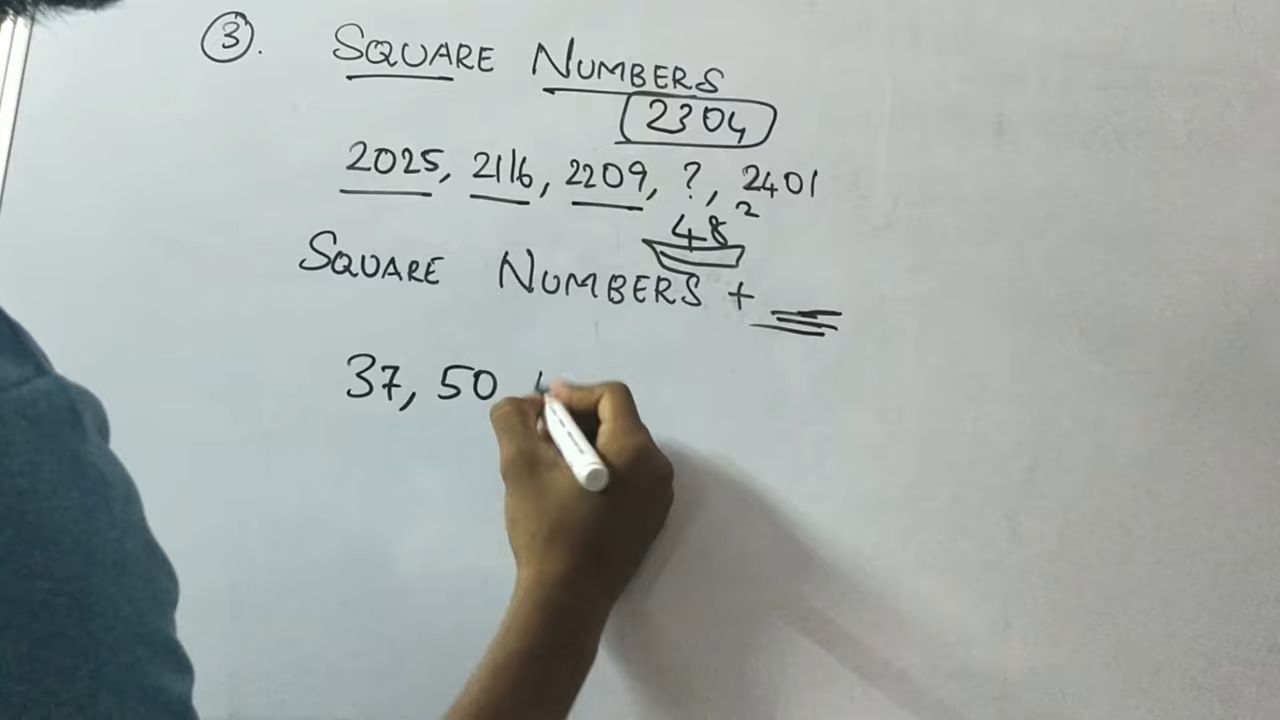 3. SQUARE NUMBERS
2304
2025, 2116, 2209, ?, 2401
48²
SQUARE NUMBERS +
37, 50